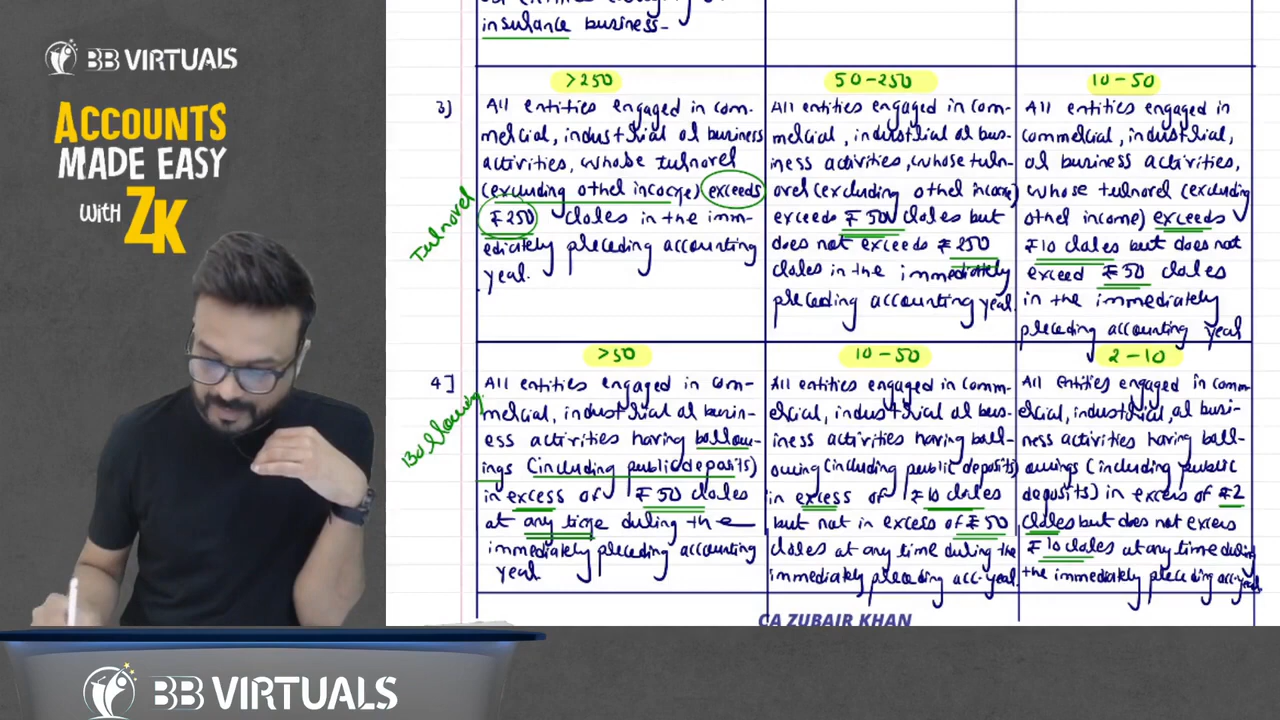 BB VIRTUALS
ACCOUNTS
MADE EASY
WITH ZK
insurance business-
>250
50-250
10-50
3)
All entities engaged in com-
mercial, industrial or business
activities, whose turnover
(excluding other income) exceeds
₹250 crores in the imm-
ediately preceding accounting
year.
All entities engaged in com-
mercial, industrial or bus-
iness activities, whose turn-
over (excluding other income)
exceeds ₹50 crores but
does not exceeds ₹250
crores in the immediately
preceding accounting year.
All entities engaged in
commercial, industrial,
or business activities,
whose turnover (excluding
other income) exceeds
₹10 crores but does not
exceed ₹50 crores
in the immediately
preceding accounting year
Turnover
>50
10-50
2-10
4]
All entities engaged in com-
mercial, industrial or busin-
ess activities having borrow-
ings (including public deposits)
in excess of ₹50 crores
at any time during the
immediately preceding accounting
year
All entities engaged in comm-
ercial, industrial or bus-
iness activities having borr-
owing (including public deposits)
in excess of ₹10 crores
but not in excess of ₹50
crores at any time during the
immediately preceding acc-year.
All Entities engaged in comm-
ercial, industrial, or busi-
ness activities having borr-
owings (including public
deposits) in excess of ₹2
crores but does not exceed
₹10 crores at any time during
the immediately preceding acc-year.
Borrowing
CA ZUBAIR KHAN
BB VIRTUALS